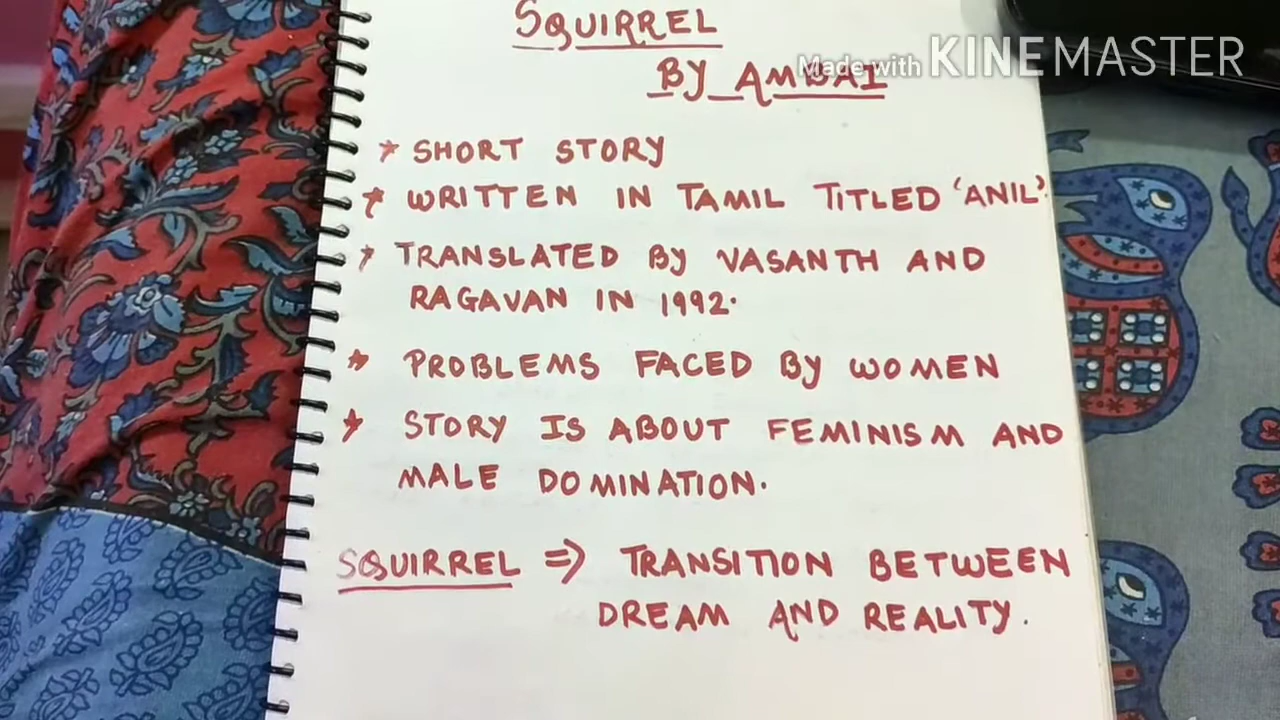 SQUIRREL
Made with KINEMASTER
BY AMBAI
* SHORT STORY
* WRITTEN IN TAMIL TITLED 'ANIL'.
* TRANSLATED BY VASANTH AND
RAGAVAN IN 1992.
* PROBLEMS FACED BY WOMEN
* STORY IS ABOUT FEMINISM AND
MALE DOMINATION.
SQUIRREL => TRANSITION BETWEEN
DREAM AND REALITY.